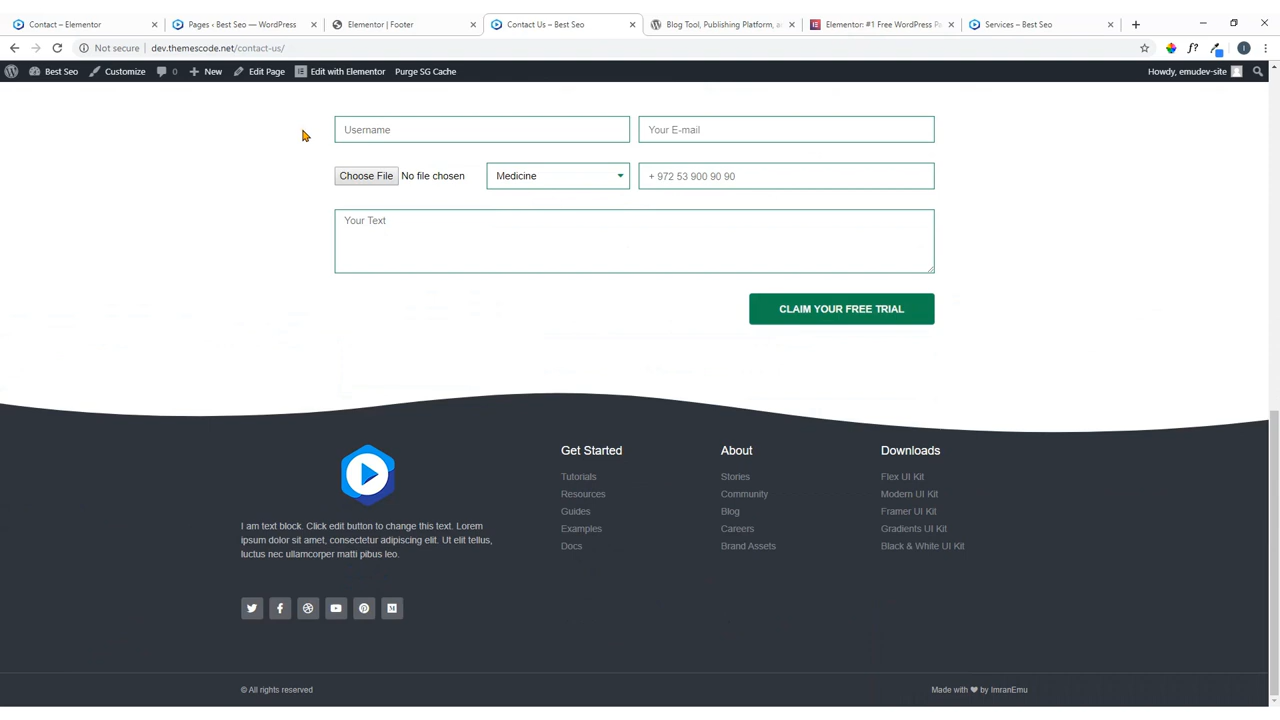 Contact – Elementor
Pages ‹ Best Seo — WordPress
Elementor | Footer
Contact Us – Best Seo
Blog Tool, Publishing Platform, a
Elementor: #1 Free WordPress P
Services – Best Seo
Not secure
dev.themescode.net/contact-us/
f?
I
Best Seo
Customize
0
New
Edit Page
Edit with Elementor
Purge SG Cache
Howdy, emudev-site
Username
Your E-mail
Choose File No file chosen
Medicine
+ 972 53 900 90 90
Your Text
CLAIM YOUR FREE TRIAL
Get Started
About
Downloads
Tutorials
Stories
Flex UI Kit
Resources
Community
Modern UI Kit
Guides
Blog
Framer UI Kit
Examples
Careers
Gradients UI Kit
Docs
Brand Assets
Black & White UI Kit
I am text block. Click edit button to change this text. Lorem
ipsum dolor sit amet, consectetur adipiscing elit. Ut elit tellus,
luctus nec ullamcorper matti pibus leo.
© All rights reserved
Made with ❤ by ImranEmu